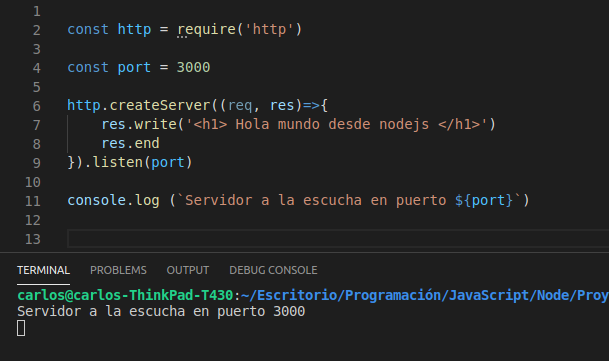 1
2 const http = require('http')
3
4 const port = 3000
5
6 http.createServer((req, res)=>{
7     res.write('<h1> Hola mundo desde nodejs </h1>')
8     res.end
9 }).listen(port)
10
11 console.log (`Servidor a la escucha en puerto ${port}`)
12
13
TERMINAL PROBLEMS OUTPUT DEBUG CONSOLE
carlos@carlos-ThinkPad-T430:~/Escritorio/Programación/JavaScript/Node/Proy
Servidor a la escucha en puerto 3000